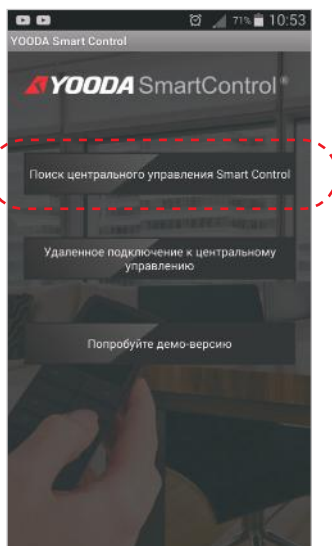 71% 10:53
YOODA Smart Control
YOODA SmartControl®
Поиск центрального управления Smart Control
Удаленное подключение к центральному
управлению
Попробуйте демо-версию